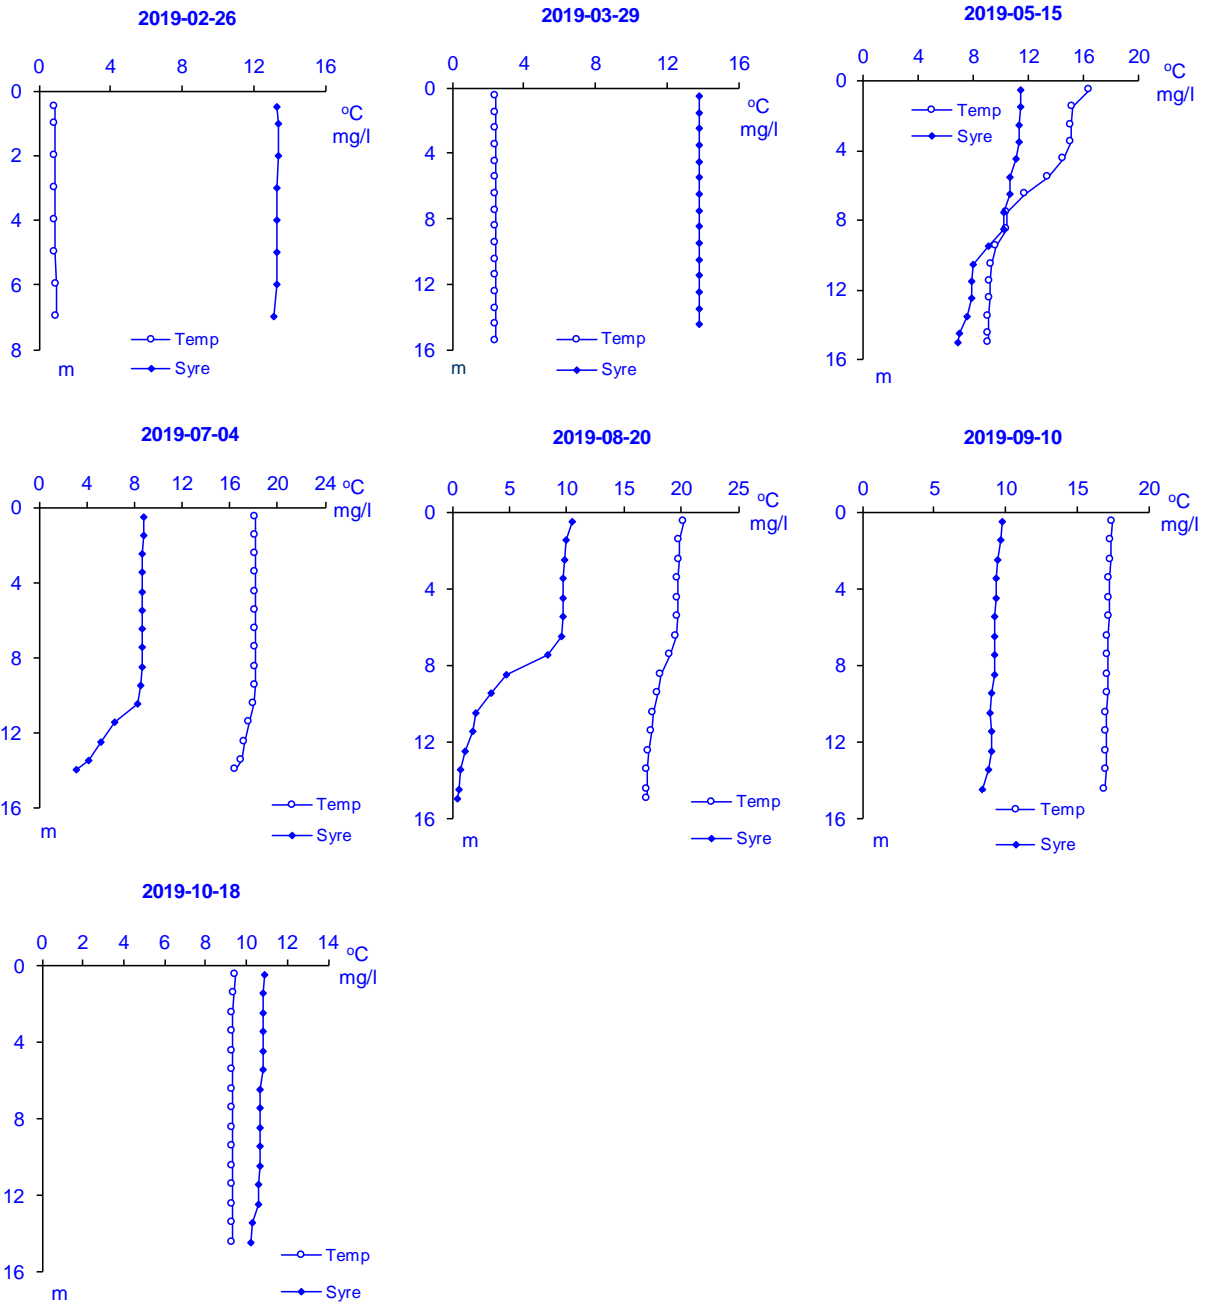 2019-02-26
0 4 8 12 16
°C
mg/l
0
2
4
6
8
m
Temp
Syre
2019-03-29
0 4 8 12 16
°C
mg/l
0
4
8
12
16
m
Temp
Syre
2019-05-15
0 4 8 12 16 20
°C
mg/l
0
4
8
12
16
m
Temp
Syre
2019-07-04
0 4 8 12 16 20 24
°C
mg/l
0
4
8
12
16
m
Temp
Syre
2019-08-20
0 5 10 15 20 25
°C
mg/l
0
4
8
12
16
m
Temp
Syre
2019-09-10
0 5 10 15 20
°C
mg/l
0
4
8
12
16
m
Temp
Syre
2019-10-18
0 2 4 6 8 10 12 14
°C
mg/l
0
4
8
12
16
m
Temp
Syre